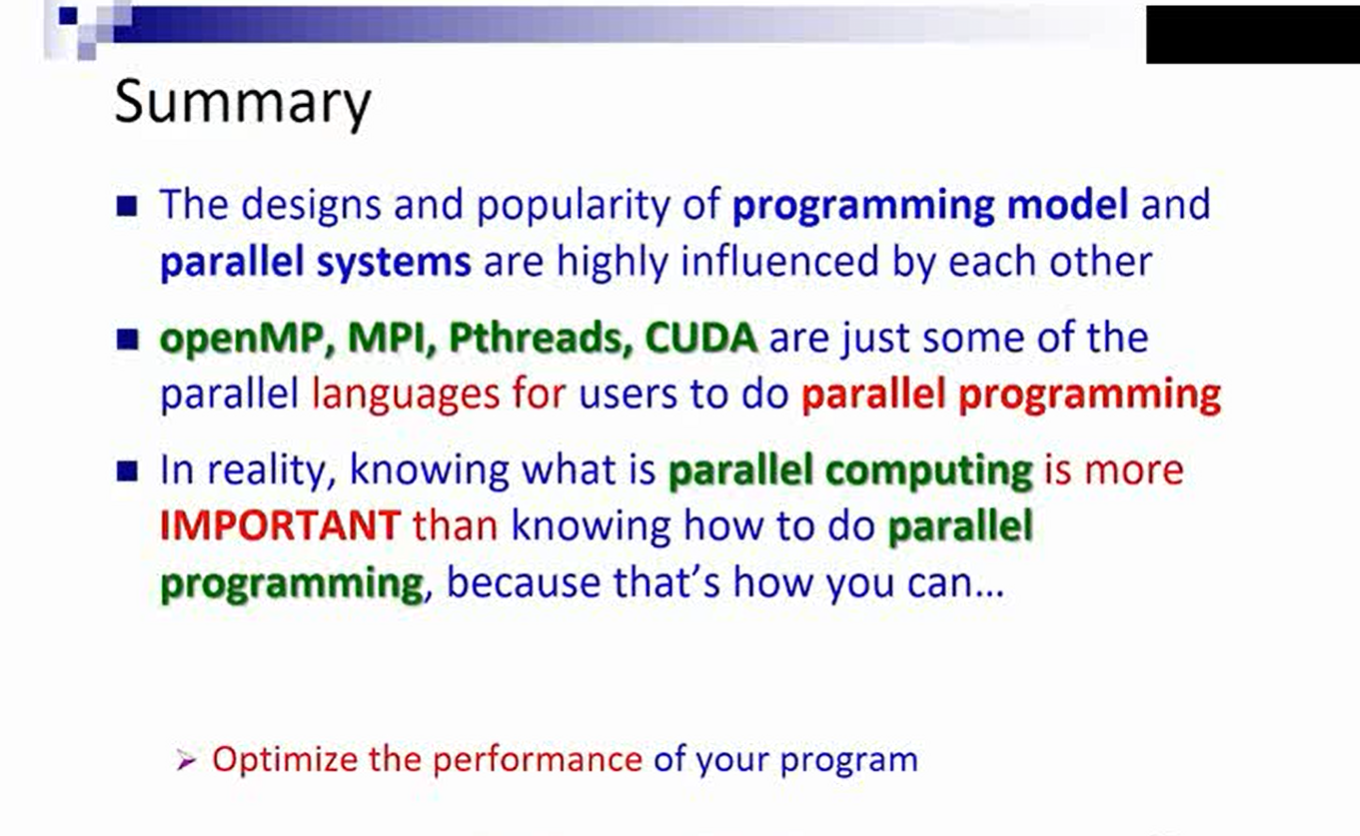 Summary
The designs and popularity of programming model and
parallel systems are highly influenced by each other
openMP, MPI, Pthreads, CUDA are just some of the
parallel languages for users to do parallel programming
In reality, knowing what is parallel computing is more
IMPORTANT than knowing how to do parallel
programming, because that's how you can…
Optimize the performance of your program